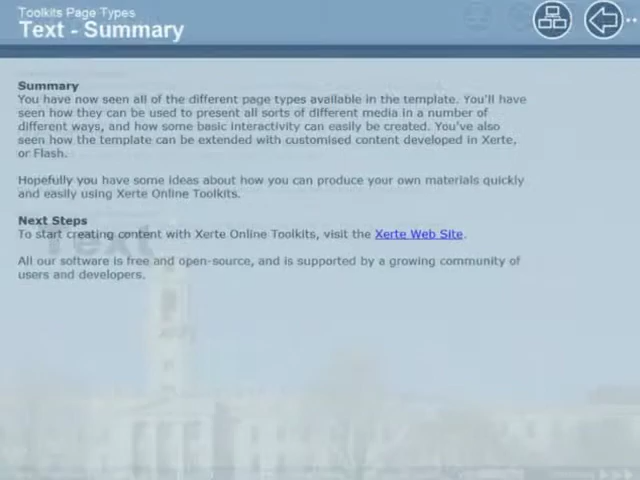 Toolkits Page Types
Text - Summary
Summary
You have now seen all of the different page types available in the template. You'll have
seen how they can be used to present all sorts of different media in a number of
different ways, and how some basic interactivity can easily be created. You've also
seen how the template can be extended with customised content developed in Xerte,
or Flash.
Hopefully you have some ideas about how you can produce your own materials quickly
and easily using Xerte Online Toolkits.
Next Steps
To start creating content with Xerte Online Toolkits, visit the Xerte Web Site.
Text
All our software is free and open-source, and is supported by a growing community of
users and developers.